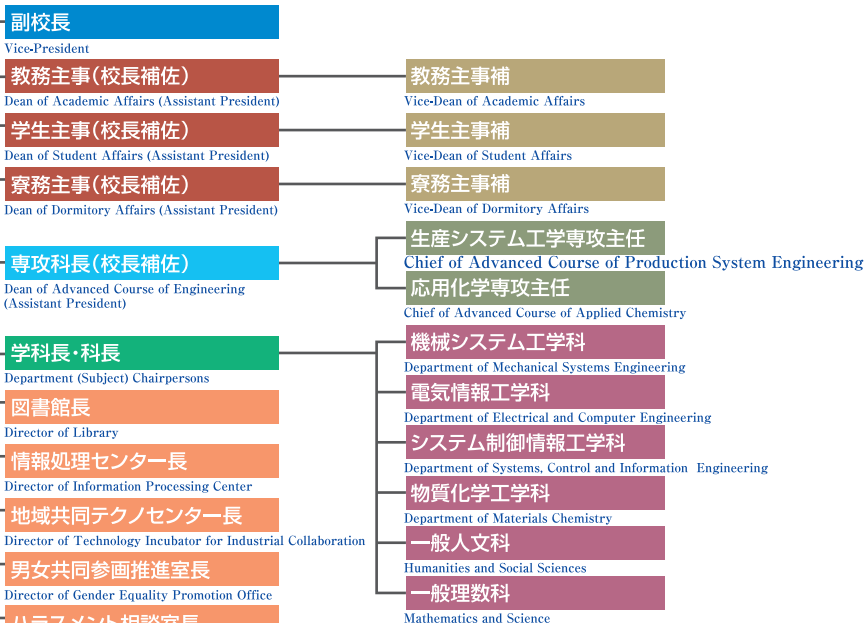 副校長
Vice-President
教務主事(校長補佐)
Dean of Academic Affairs (Assistant President)
教務主事補
Vice-Dean of Academic Affairs
学生主事(校長補佐)
Dean of Student Affairs (Assistant President)
学生主事補
Vice-Dean of Student Affairs
寮務主事(校長補佐)
Dean of Dormitory Affairs (Assistant President)
寮務主事補
Vice-Dean of Dormitory Affairs
専攻科長(校長補佐)
Dean of Advanced Course of Engineering
(Assistant President)
生産システム工学専攻主任
Chief of Advanced Course of Production System Engineering
応用化学専攻主任
Chief of Advanced Course of Applied Chemistry
学科長・科長
Department (Subject) Chairpersons
機械システム工学科
Department of Mechanical Systems Engineering
電気情報工学科
Department of Electrical and Computer Engineering
システム制御情報工学科
Department of Systems, Control and Information Engineering
物質化学工学科
Department of Materials Chemistry
一般人文科
Humanities and Social Sciences
一般理数科
Mathematics and Science
図書館長
Director of Library
情報処理センター長
Director of Information Processing Center
地域共同テクノセンター長
Director of Technology Incubator for Industrial Collaboration
男女共同参画推進室長
Director of Gender Equality Promotion Office
ハラスメント相談室長